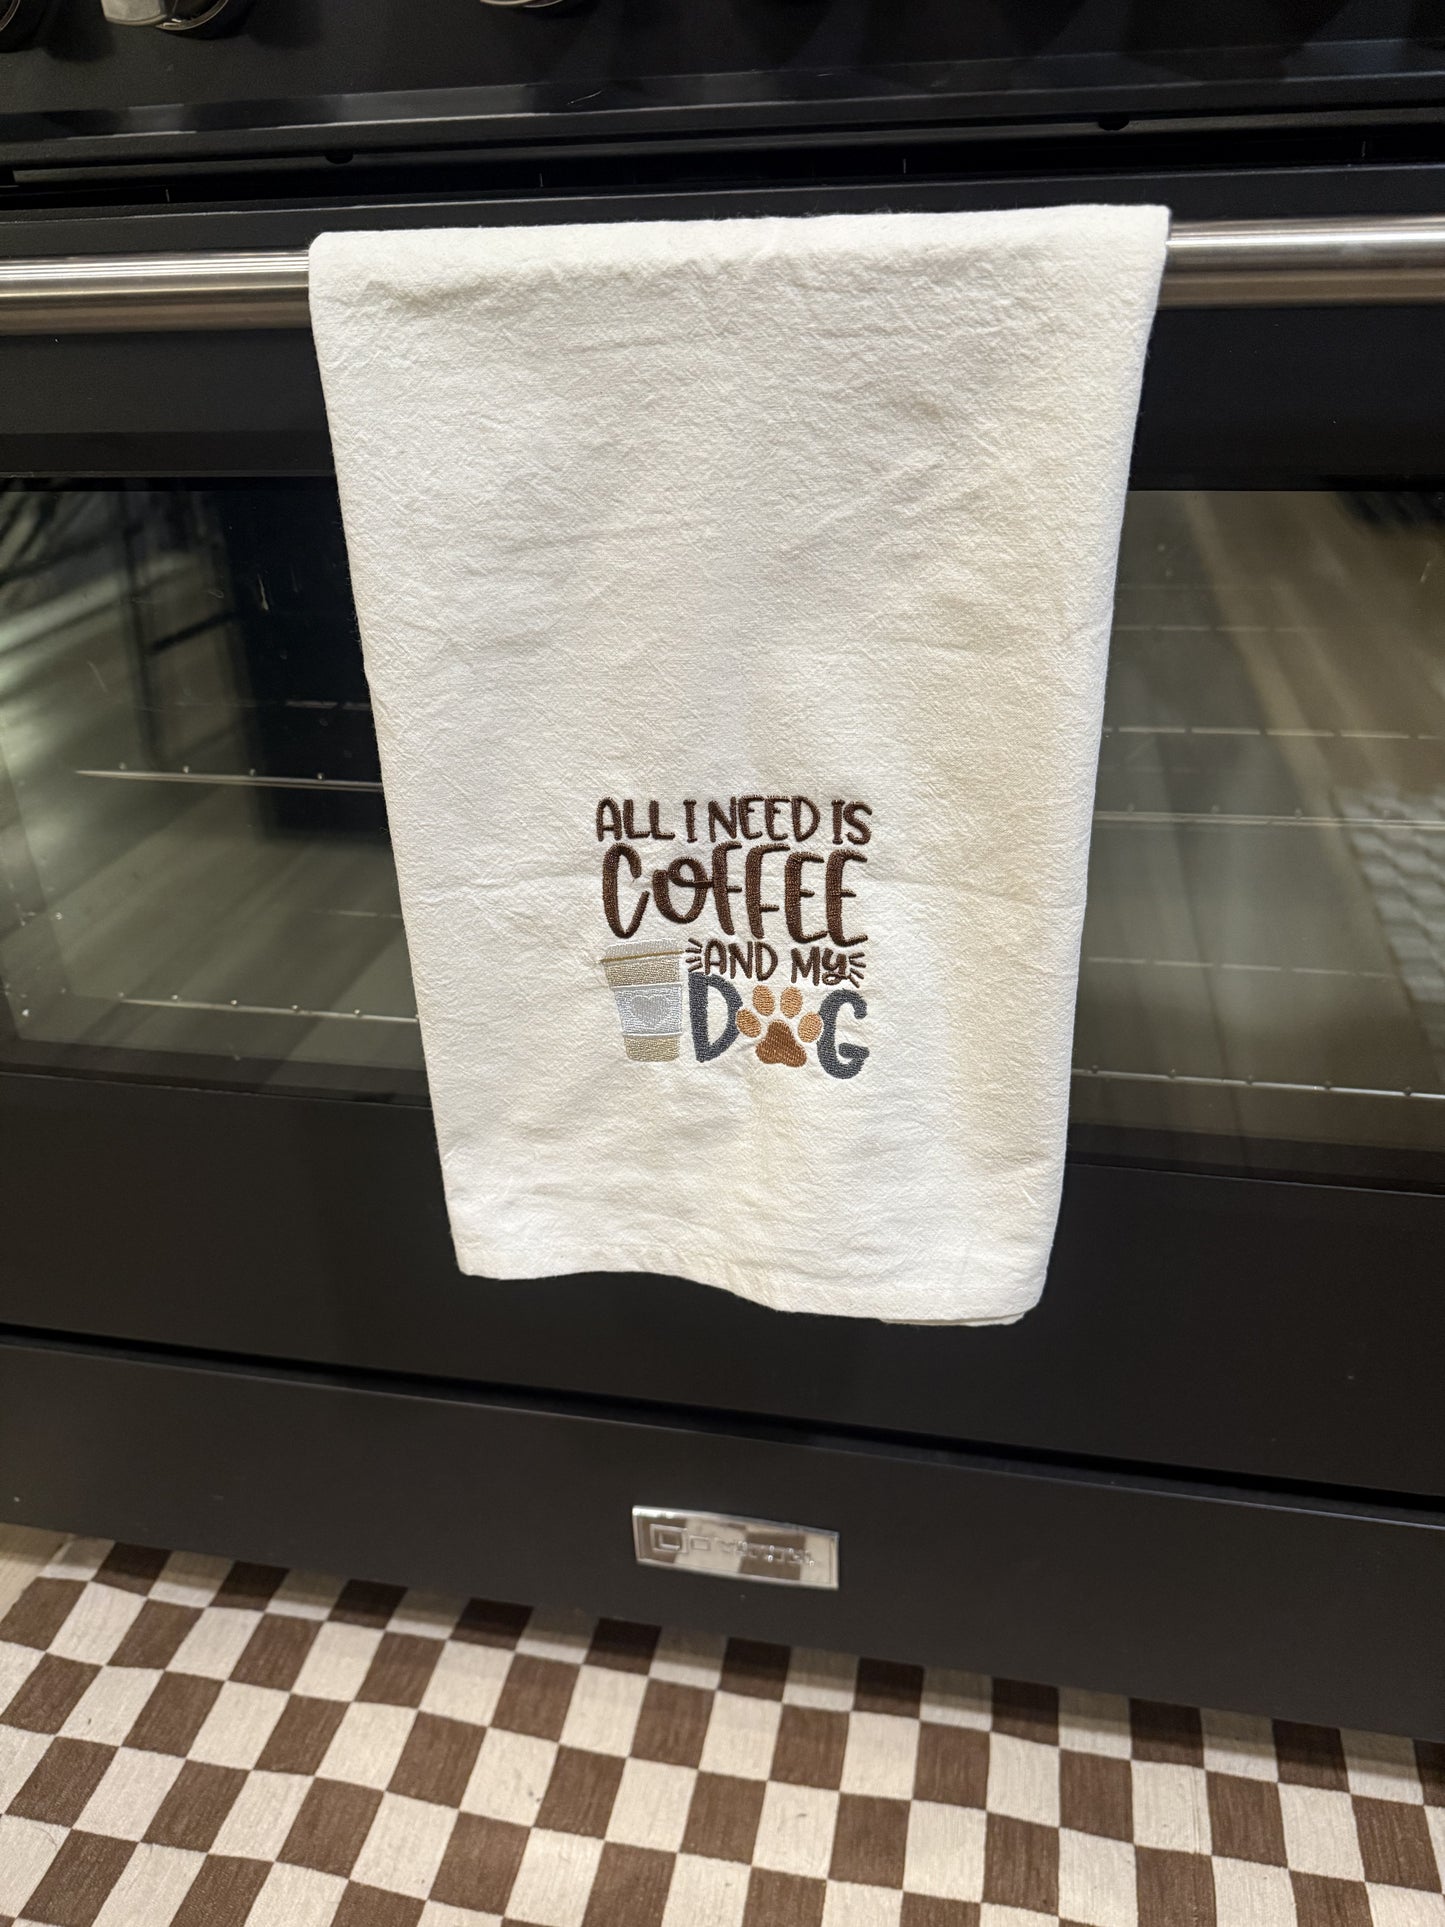 ALL I NEED IS
COFFEE
AND MY
DOG